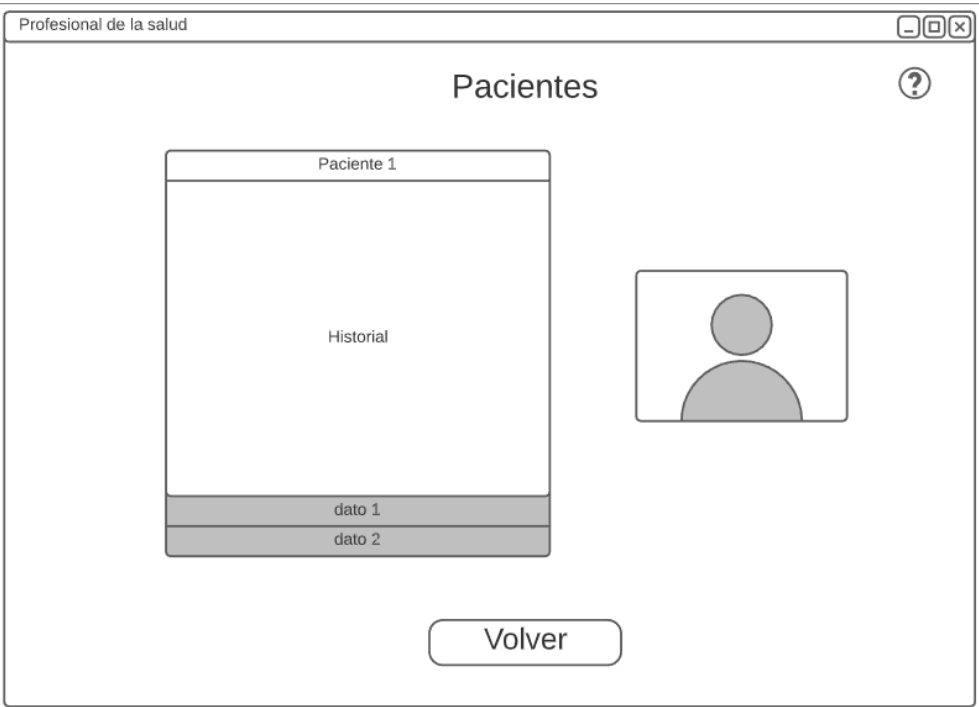 Profesional de la salud
Pacientes
?
Paciente 1
Historial
dato 1
dato 2
Volver